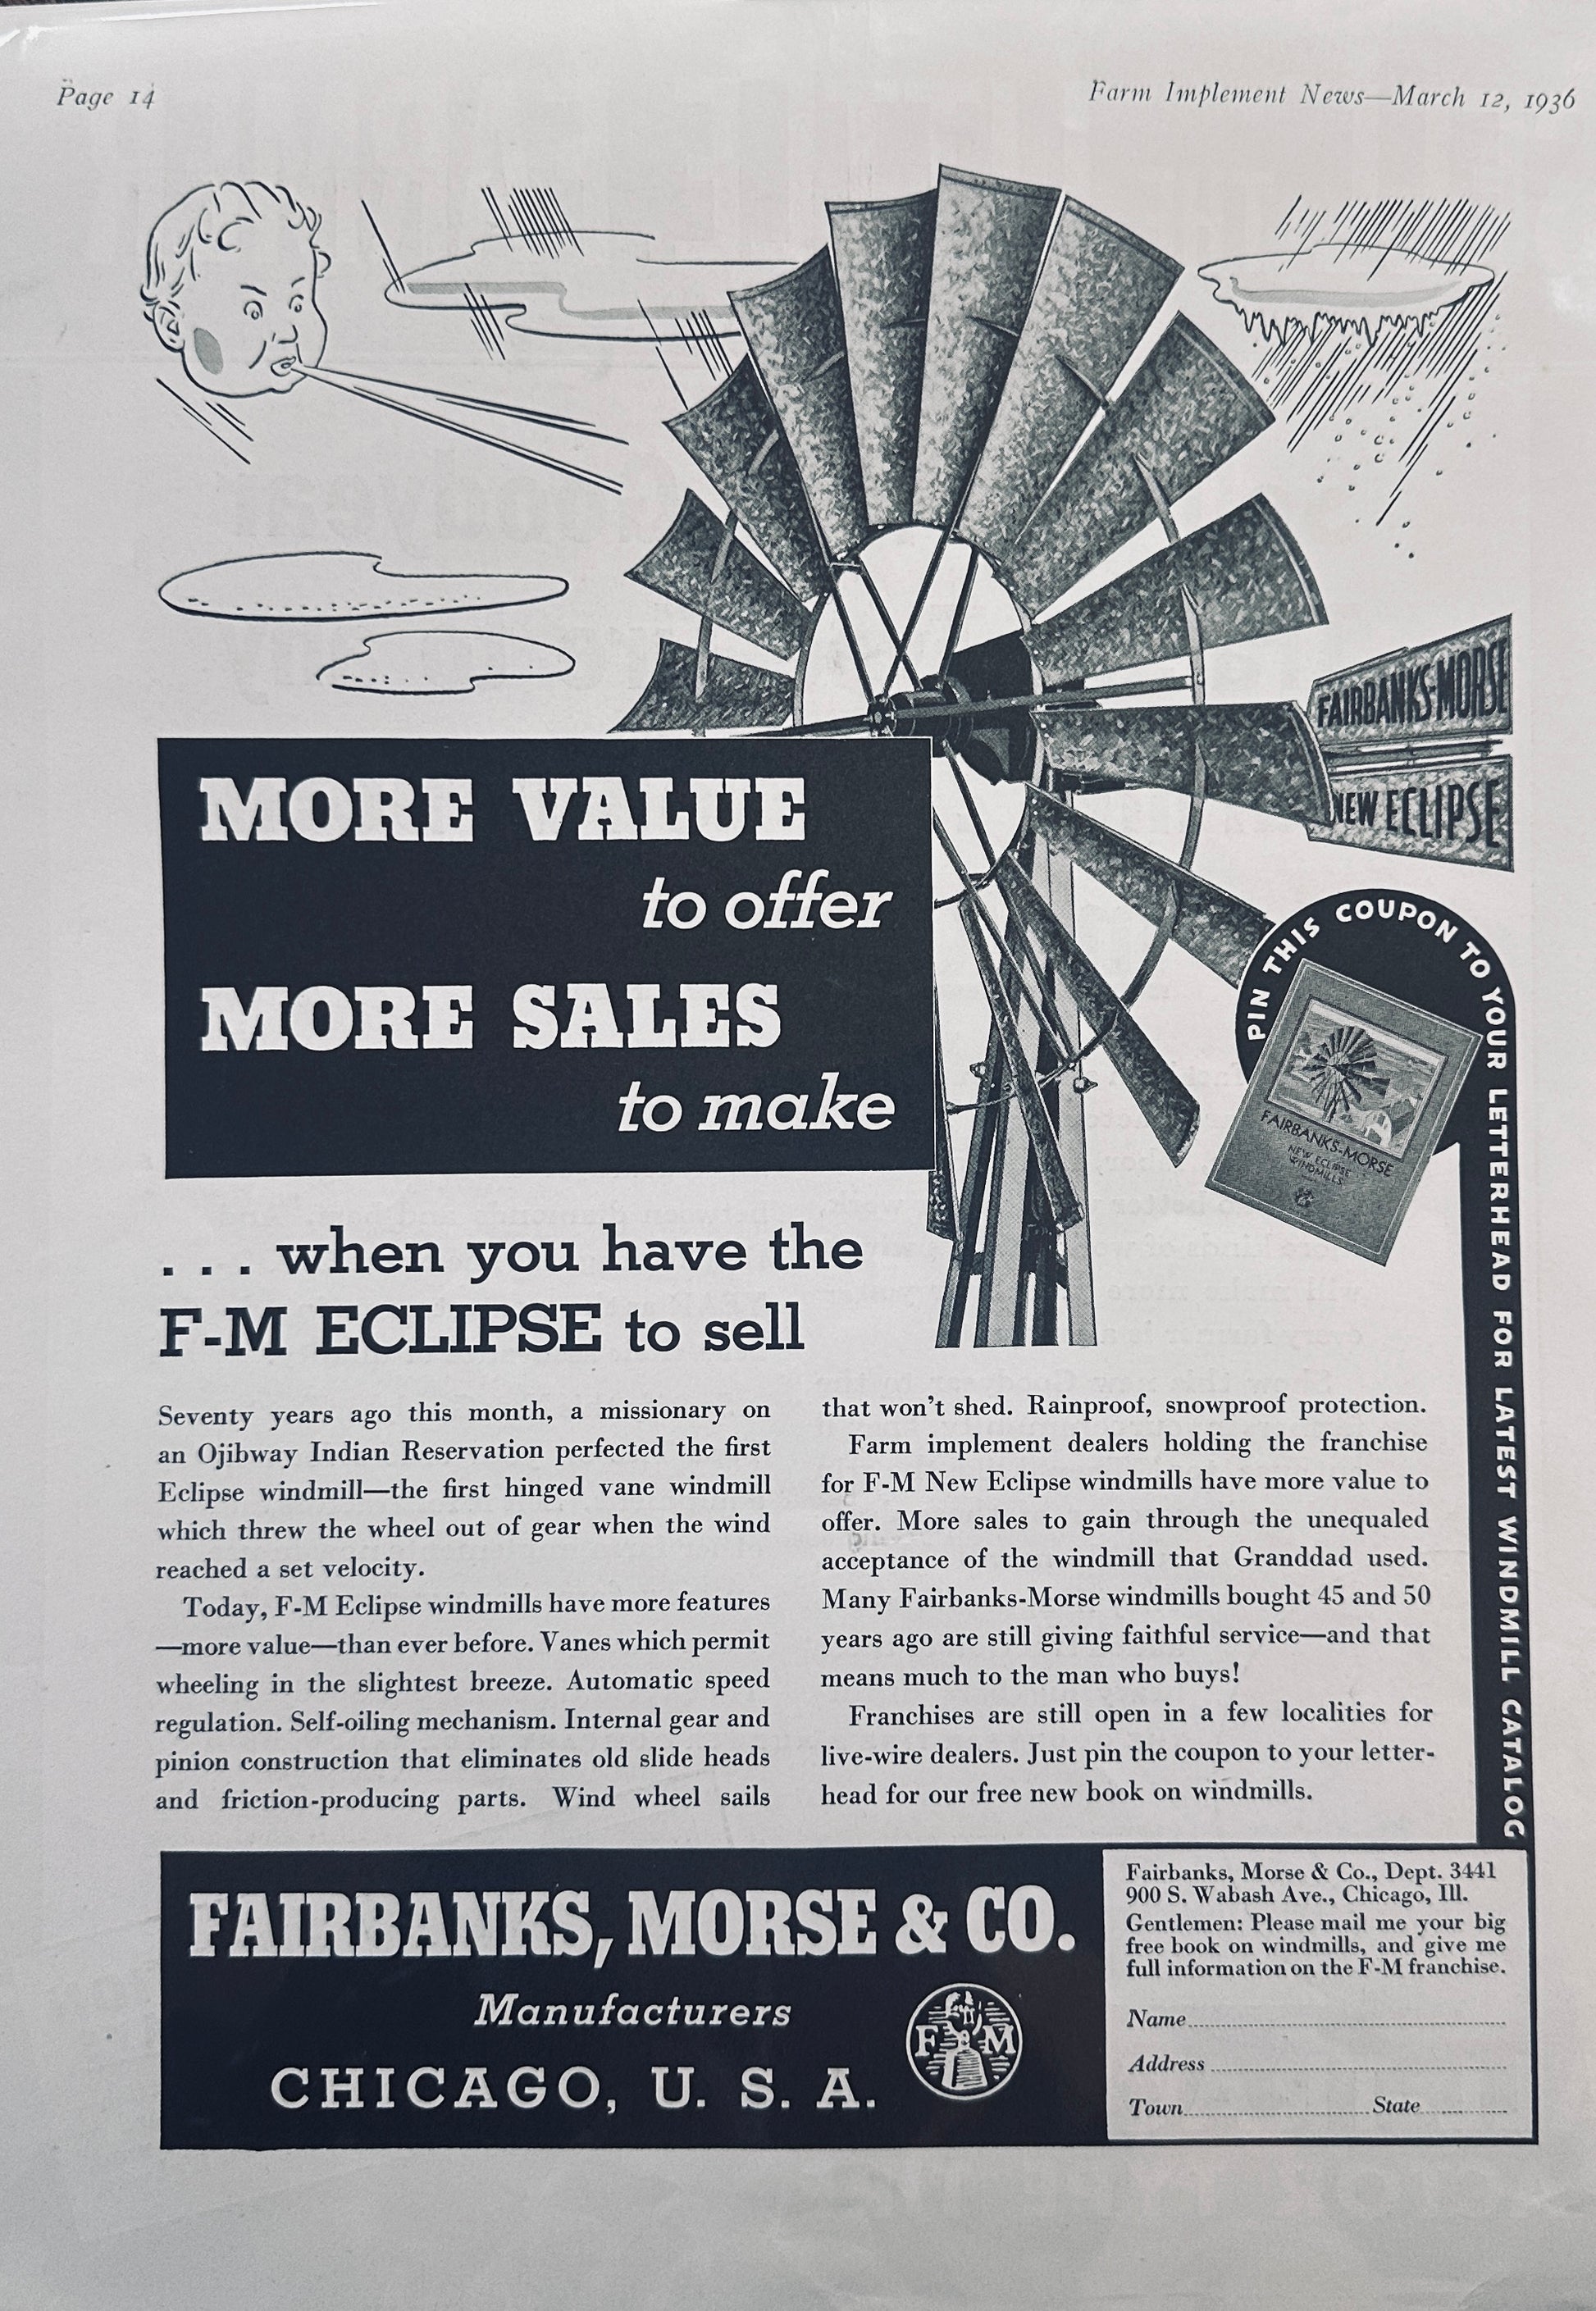 Page 14
Farm Implement News—March 12, 1936
FAIRBANKS-MORSE
NEW ECLIPSE
MORE VALUE
to offer
MORE SALES
to make
PIN THIS COUPON TO YOUR LETTERHEAD FOR LATEST WINDMILL CATALOG
FAIRBANKS-MORSE
NEW ECLIPSE
WINDMILLS
. . . when you have the
F-M ECLIPSE to sell
Seventy years ago this month, a missionary on
an Ojibway Indian Reservation perfected the first
Eclipse windmill—the first hinged vane windmill
which threw the wheel out of gear when the wind
reached a set velocity.
Today, F-M Eclipse windmills have more features
—more value—than ever before. Vanes which permit
wheeling in the slightest breeze. Automatic speed
regulation. Self-oiling mechanism. Internal gear and
pinion construction that eliminates old slide heads
and friction-producing parts. Wind wheel sails
that won't shed. Rainproof, snowproof protection.
Farm implement dealers holding the franchise
for F-M New Eclipse windmills have more value to
offer. More sales to gain through the unequaled
acceptance of the windmill that Granddad used.
Many Fairbanks-Morse windmills bought 45 and 50
years ago are still giving faithful service—and that
means much to the man who buys!
Franchises are still open in a few localities for
live-wire dealers. Just pin the coupon to your letter-
head for our free new book on windmills.
FAIRBANKS, MORSE & CO.
Manufacturers
CHICAGO, U. S. A.
F M
Fairbanks, Morse & Co., Dept. 3441
900 S. Wabash Ave., Chicago, Ill.
Gentlemen: Please mail me your big
free book on windmills, and give me
full information on the F-M franchise.
Name
Address
Town State